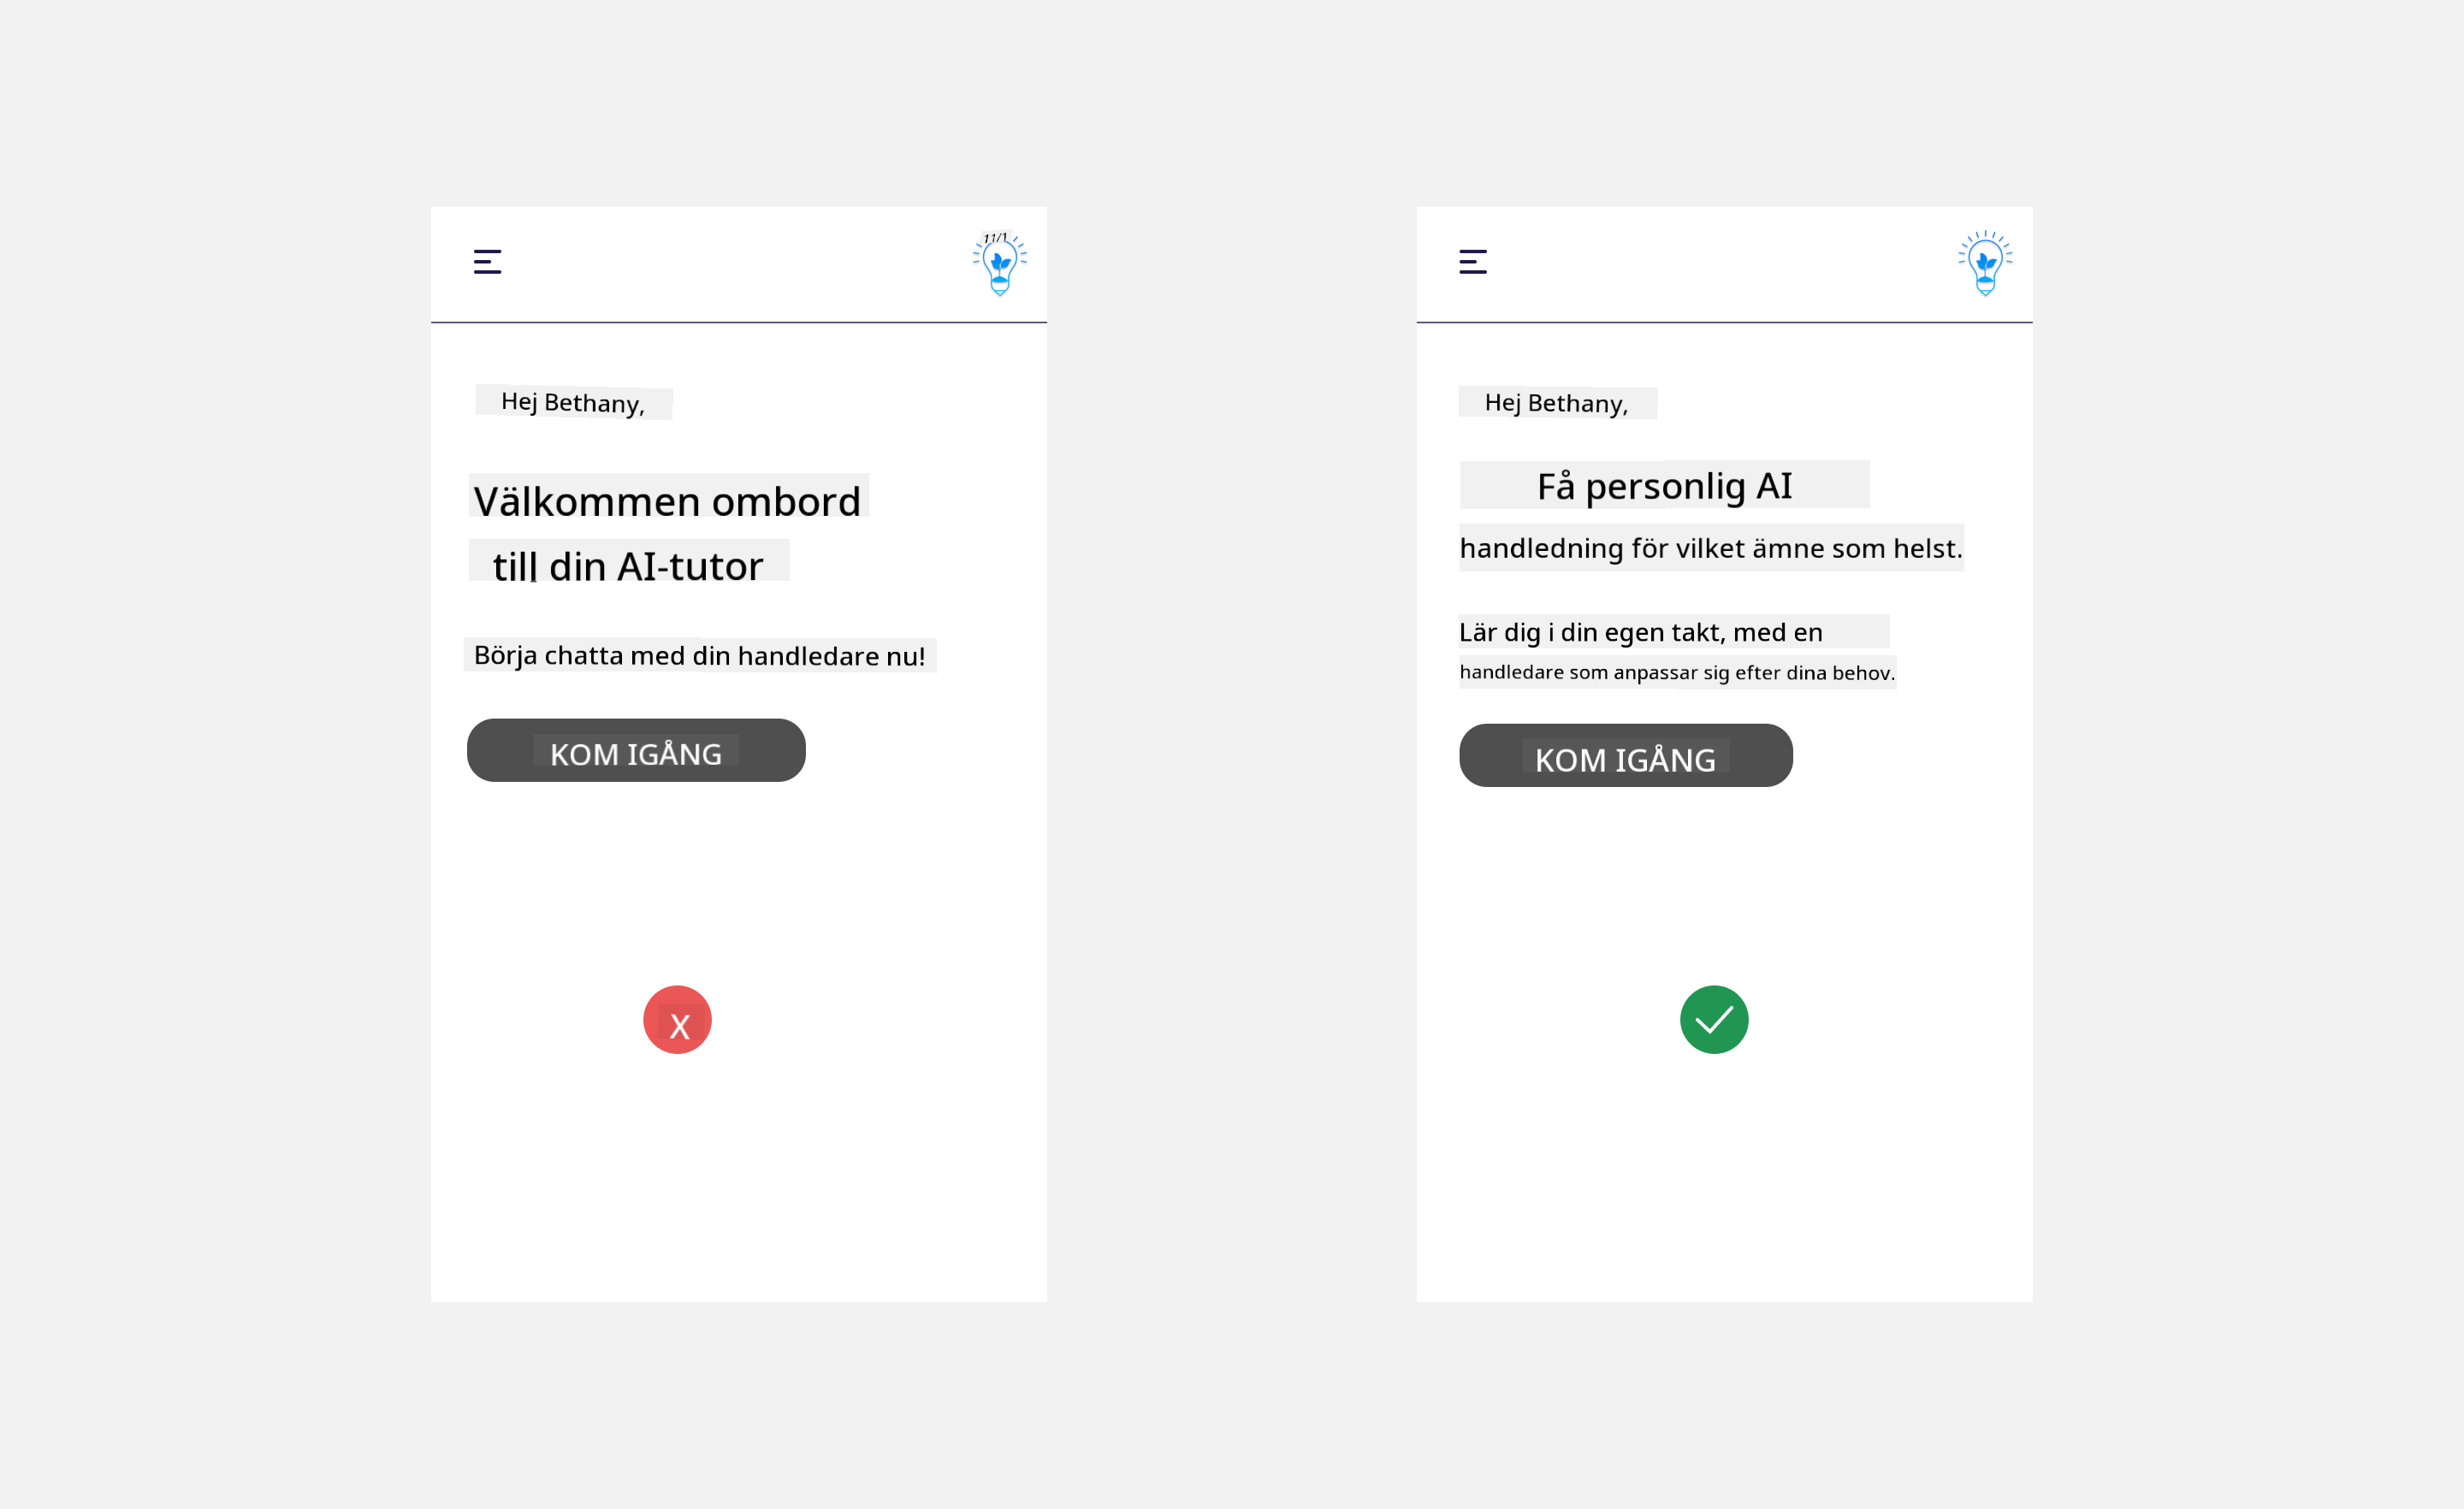 11/1
Hej Bethany,
Välkommen ombord
till din AI-tutor
Börja chatta med din handledare nu!
KOM IGÅNG
X
Hej Bethany,
Få personlig AI
handledning för vilket ämne som helst.
Lär dig i din egen takt, med en
handledare som anpassar sig efter dina behov.
KOM IGÅNG